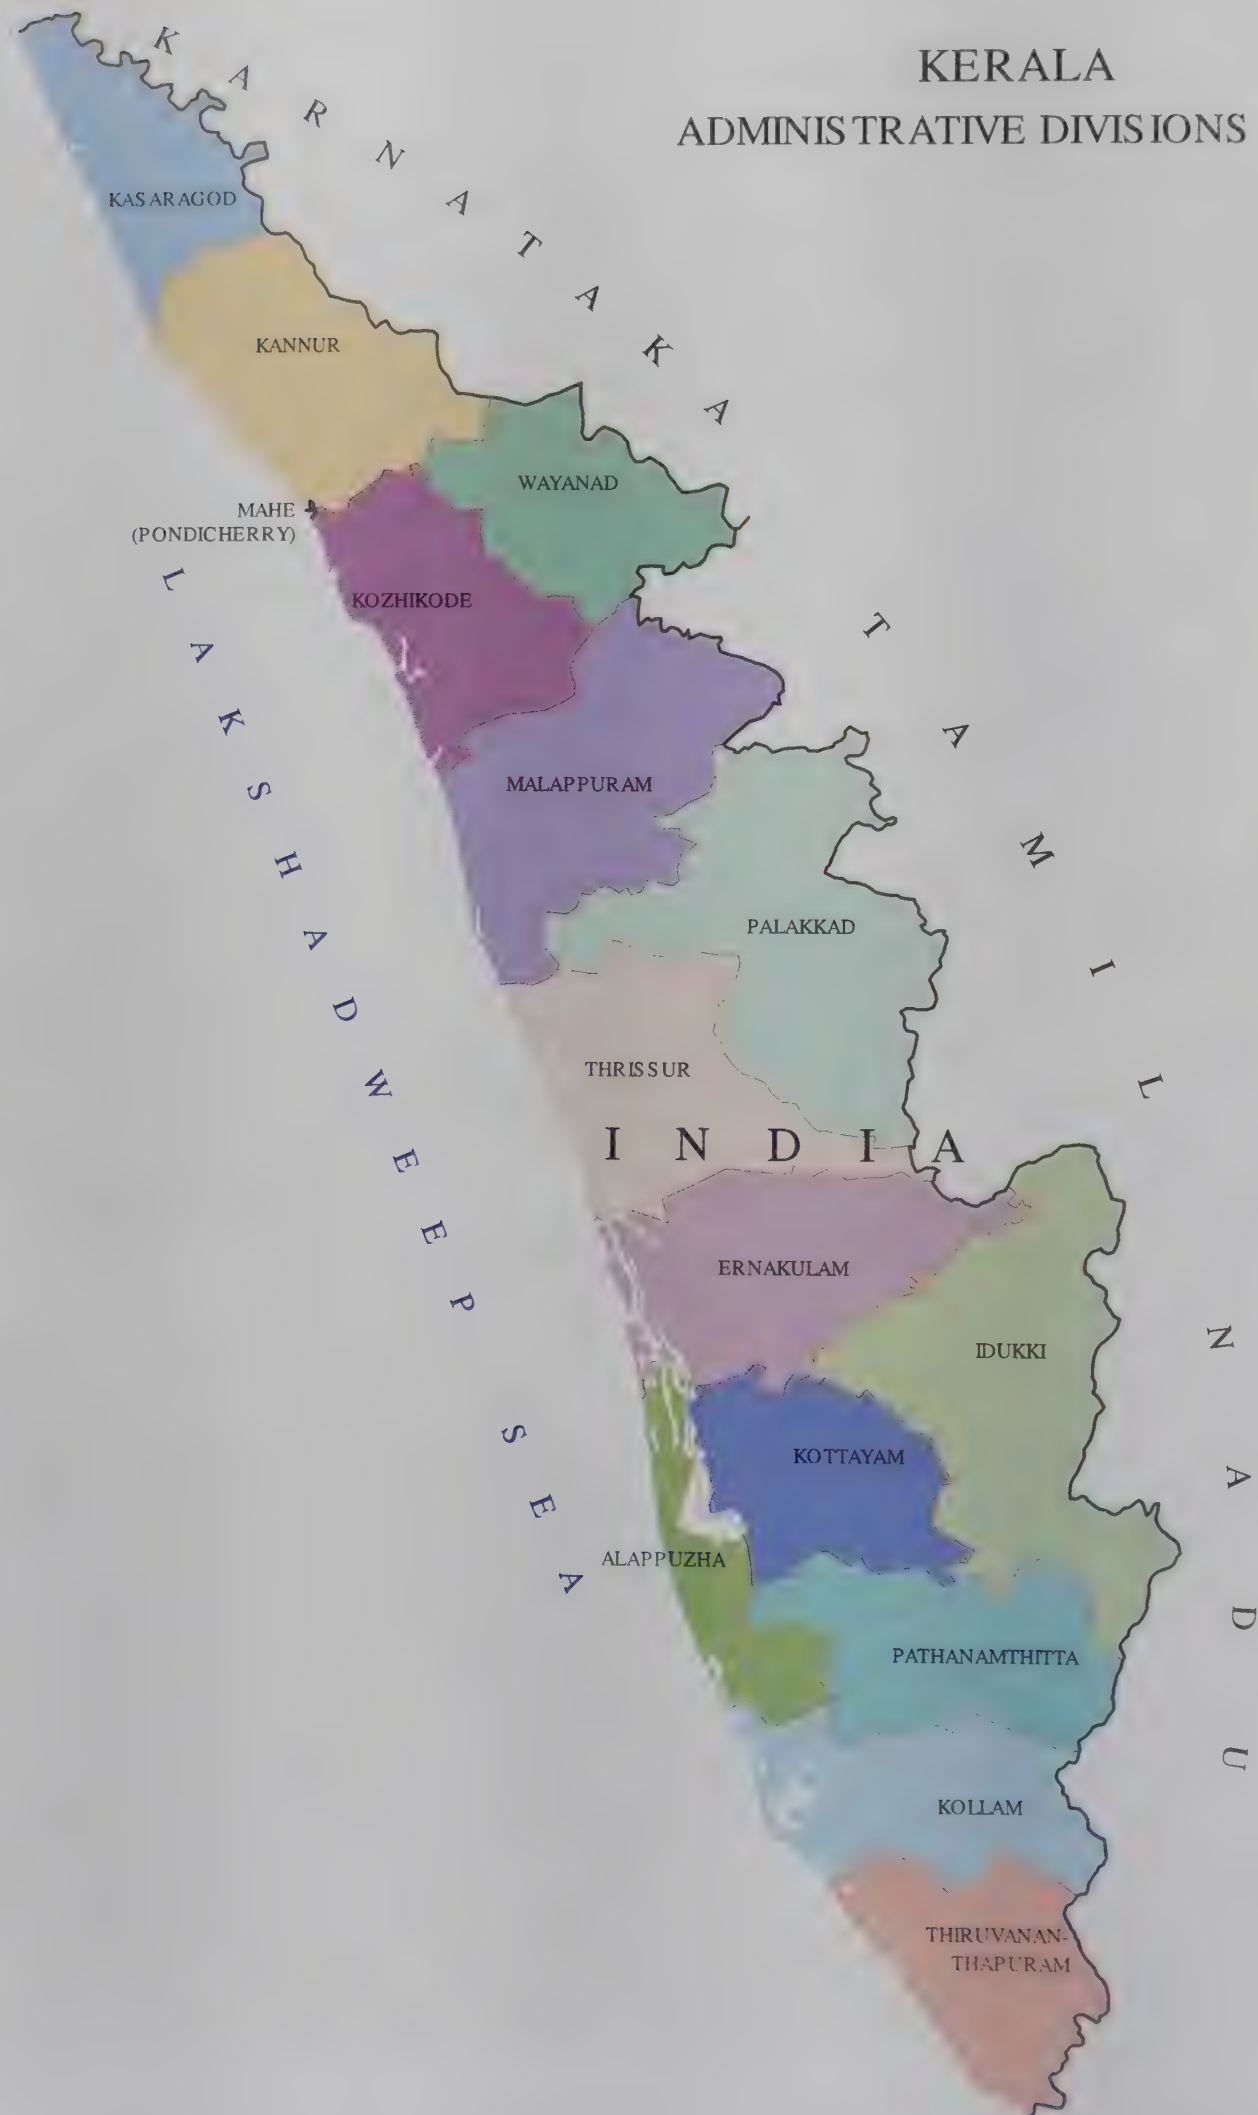 KERALA
ADMINISTRATIVE DIVISIONS
KARNATAKA
KASARAGOD
KANNUR
WAYANAD
MAHE
(PONDICHERRY)
KOZHIKODE
LAKSHADWEEP SEA
TAMIL NADU
MALAPPURAM
PALAKKAD
THRISSUR
INDIA
ERNAKULAM
IDUKKI
KOTTAYAM
ALAPPUZHA
PATHANAMTHITTA
KOLLAM
THIRUVANAN-
THAPURAM